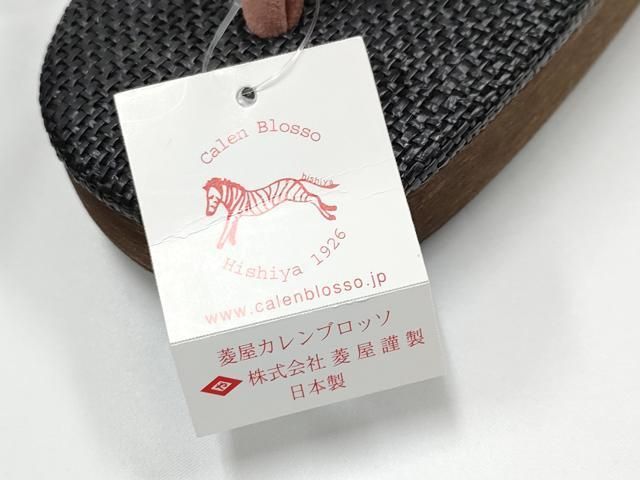 Calen Blosso
hishiya
Hishiya 1926
www.calenblosso.jp
菱屋カレンブロッソ
株式会社菱屋謹製
日本製